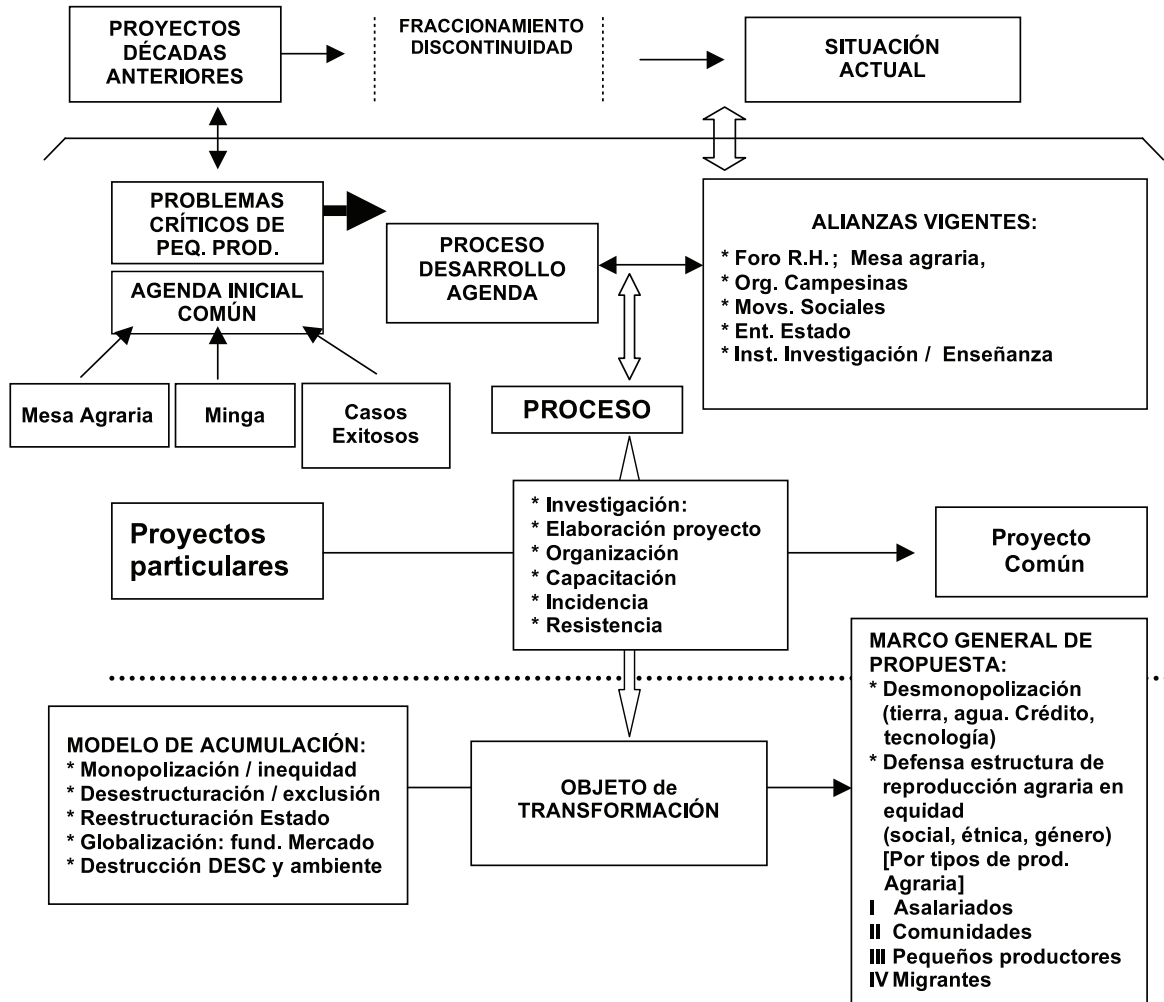 PROYECTOS
DÉCADAS
ANTERIORES
FRACCIONAMIENTO
DISCONTINUIDAD
SITUACIÓN
ACTUAL
PROBLEMAS
CRÍTICOS DE
PEQ. PROD.
AGENDA INICIAL
COMÚN
Mesa Agraria
Minga
Casos
Exitosos
PROCESO
DESARROLLO
AGENDA
ALIANZAS VIGENTES:
* Foro R.H.; Mesa agraria,
* Org. Campesinas
* Movs. Sociales
* Ent. Estado
* Inst. Investigación / Enseñanza
PROCESO
Proyectos
particulares
* Investigación:
* Elaboración proyecto
* Organización
* Capacitación
* Incidencia
* Resistencia
Proyecto
Común
MODELO DE ACUMULACIÓN:
* Monopolización / inequidad
* Desestructuración / exclusión
* Reestructuración Estado
* Globalización: fund. Mercado
* Destrucción DESC y ambiente
OBJETO de
TRANSFORMACIÓN
MARCO GENERAL DE
PROPUESTA:
* Desmonopolización
(tierra, agua. Crédito,
tecnología)
* Defensa estructura de
reproducción agraria en
equidad
(social, étnica, género)
[Por tipos de prod.
Agraria]
I Asalariados
II Comunidades
III Pequeños productores
IV Migrantes